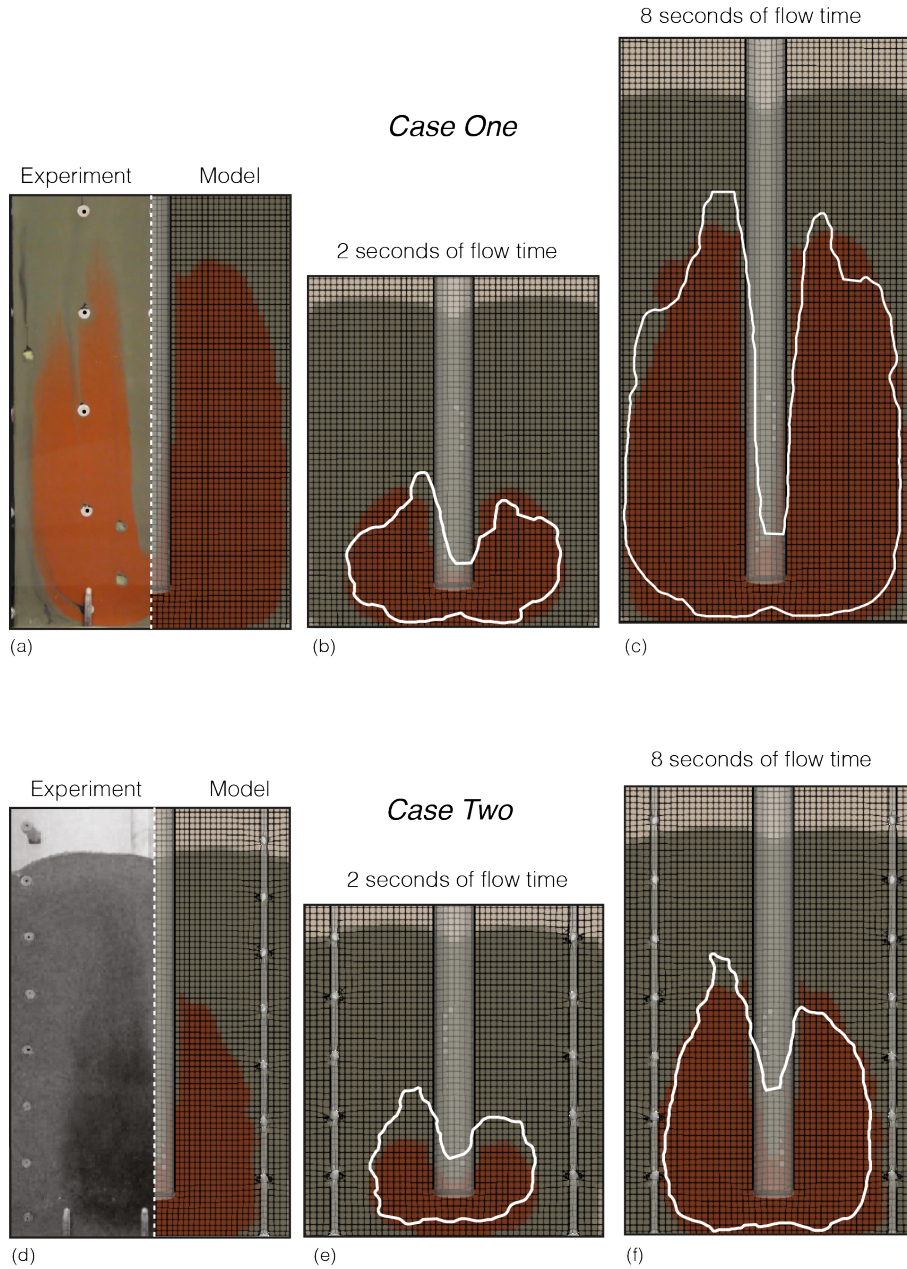 8 seconds of flow time
Case One
Experiment Model
2 seconds of flow time
(a)
(b)
(c)
8 seconds of flow time
Experiment Model
Case Two
2 seconds of flow time
(d)
(e)
(f)